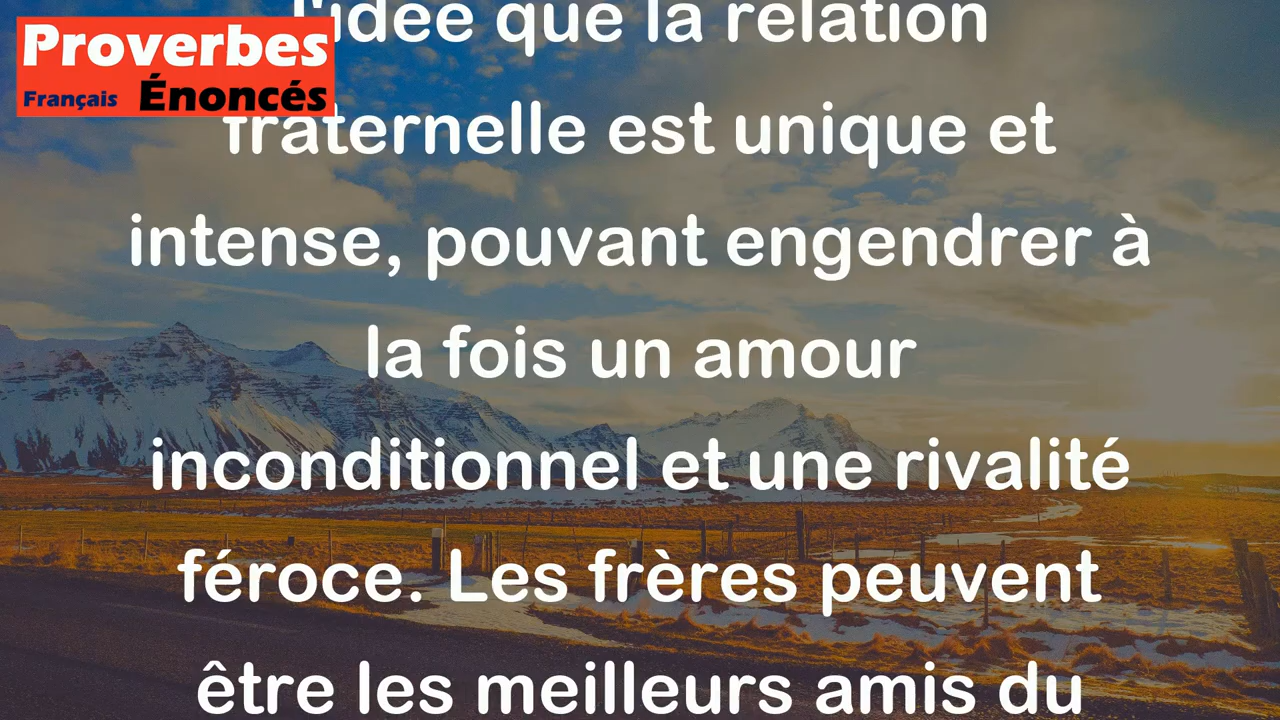 Proverbes
Français Énoncés
l'idée que la relation
fraternelle est unique et
intense, pouvant engendrer à
la fois un amour
inconditionnel et une rivalité
féroce. Les frères peuvent
être les meilleurs amis du